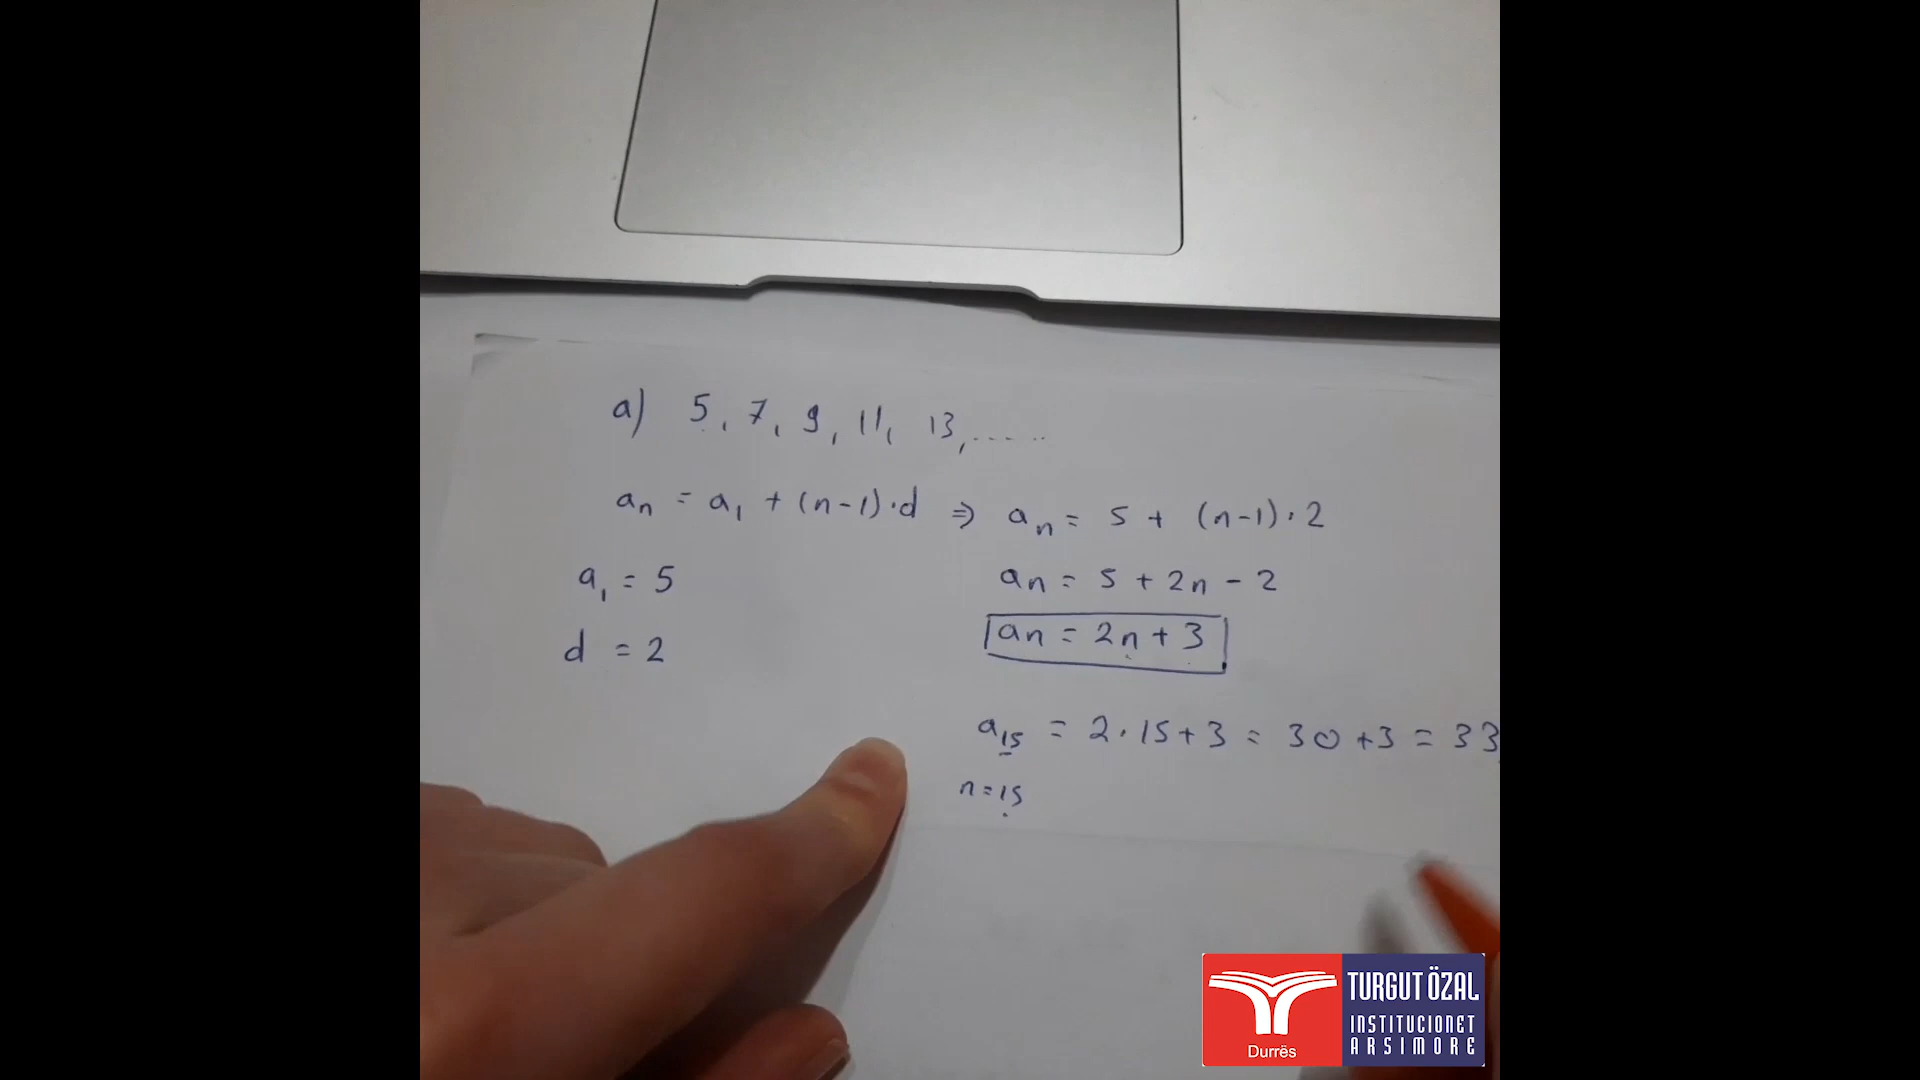 a) 5, 7, 9, 11, 13, ......
an = a1 + (n-1)·d ⇒ an = 5 + (n-1)·2
a1 = 5
an = 5 + 2n - 2
d = 2
an = 2n + 3
a15 = 2·15+3 = 30+3 = 33
n=15
TURGUT ÖZAL
INSTITUCIONET
ARSIMORE
Durrës